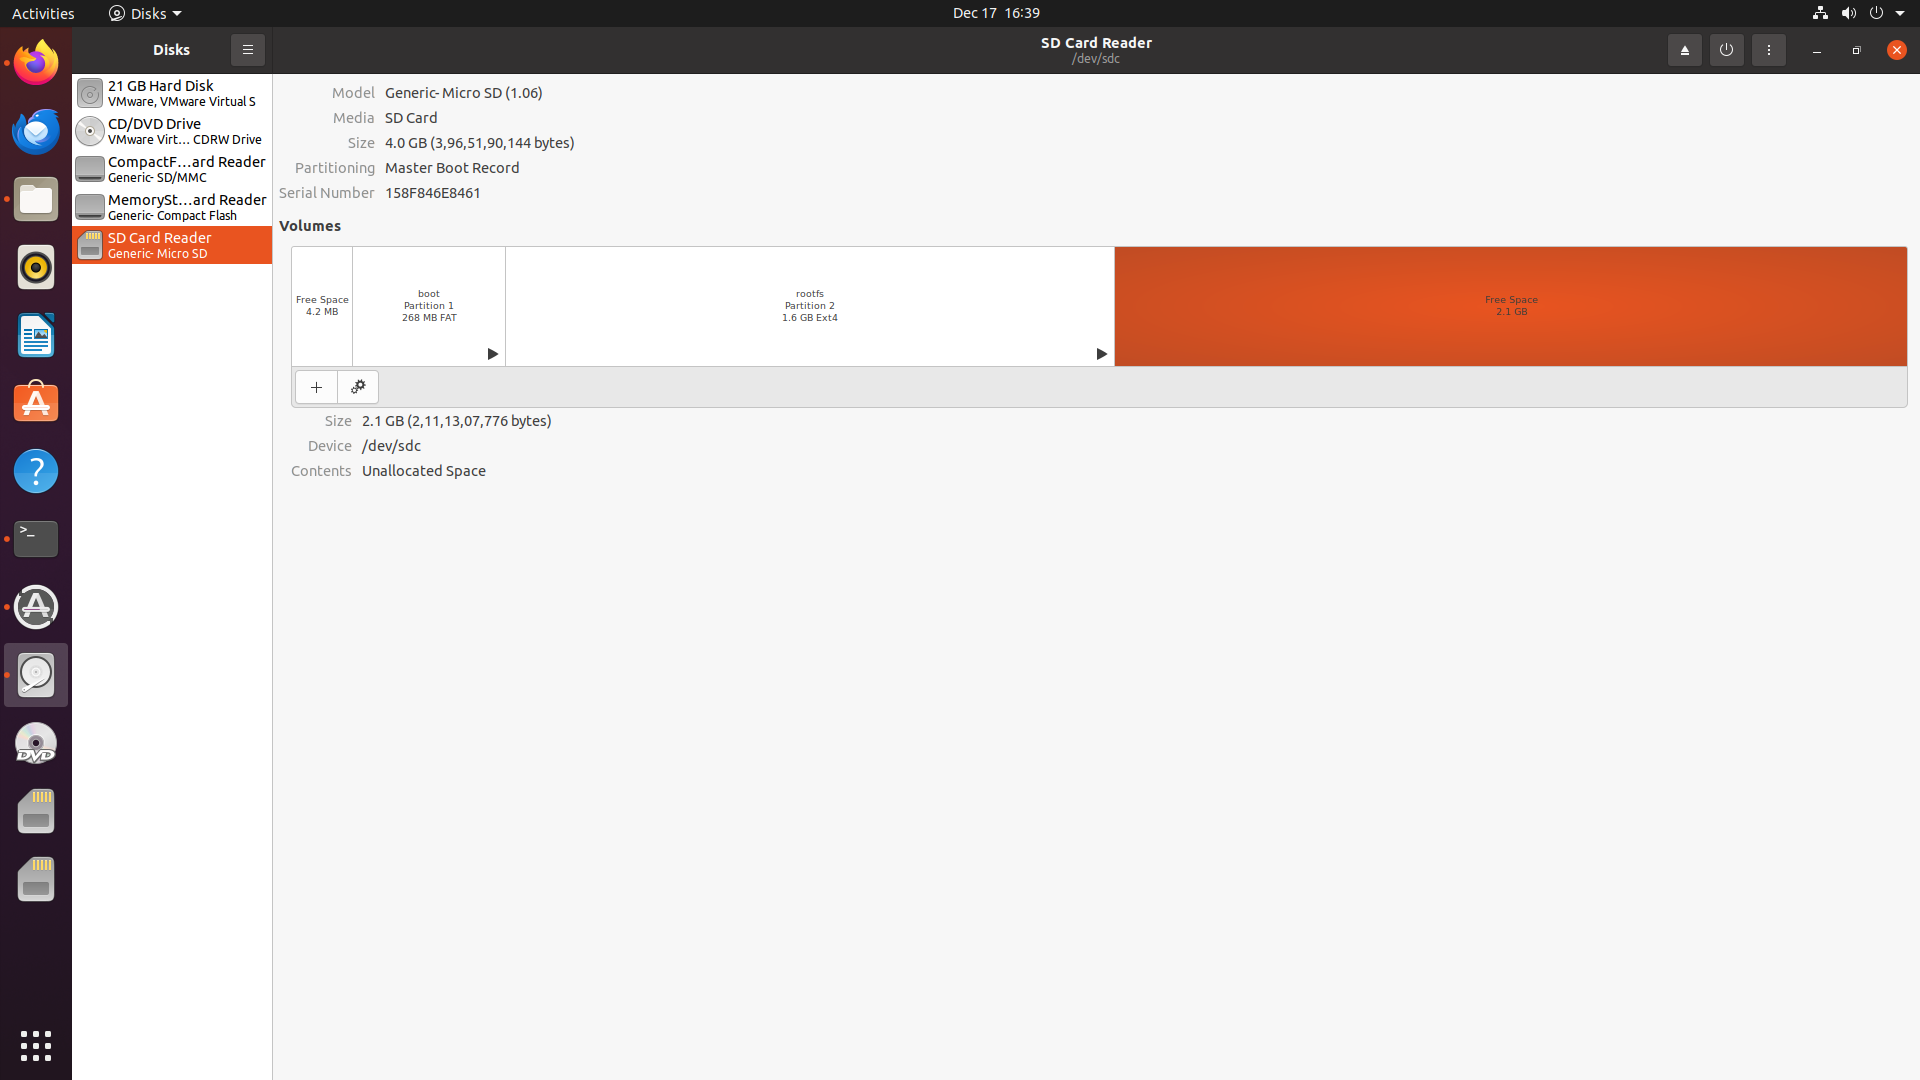 Activities
Disks
Dec 17 16:39
Disks
SD Card Reader
/dev/sdc
21 GB Hard Disk
VMware, VMware Virtual S
CD/DVD Drive
VMware Virt… CDRW Drive
CompactF…ard Reader
Generic- SD/MMC
MemorySt…ard Reader
Generic- Compact Flash
SD Card Reader
Generic- Micro SD
Model Generic- Micro SD (1.06)
Media SD Card
Size 4.0 GB (3,96,51,90,144 bytes)
Partitioning Master Boot Record
Serial Number 158F846E8461
Volumes
Free Space
4.2 MB
boot
Partition 1
268 MB FAT
rootfs
Partition 2
1.6 GB Ext4
Free Space
2.1 GB
Size 2.1 GB (2,11,13,07,776 bytes)
Device /dev/sdc
Contents Unallocated Space
>_
?
DVD